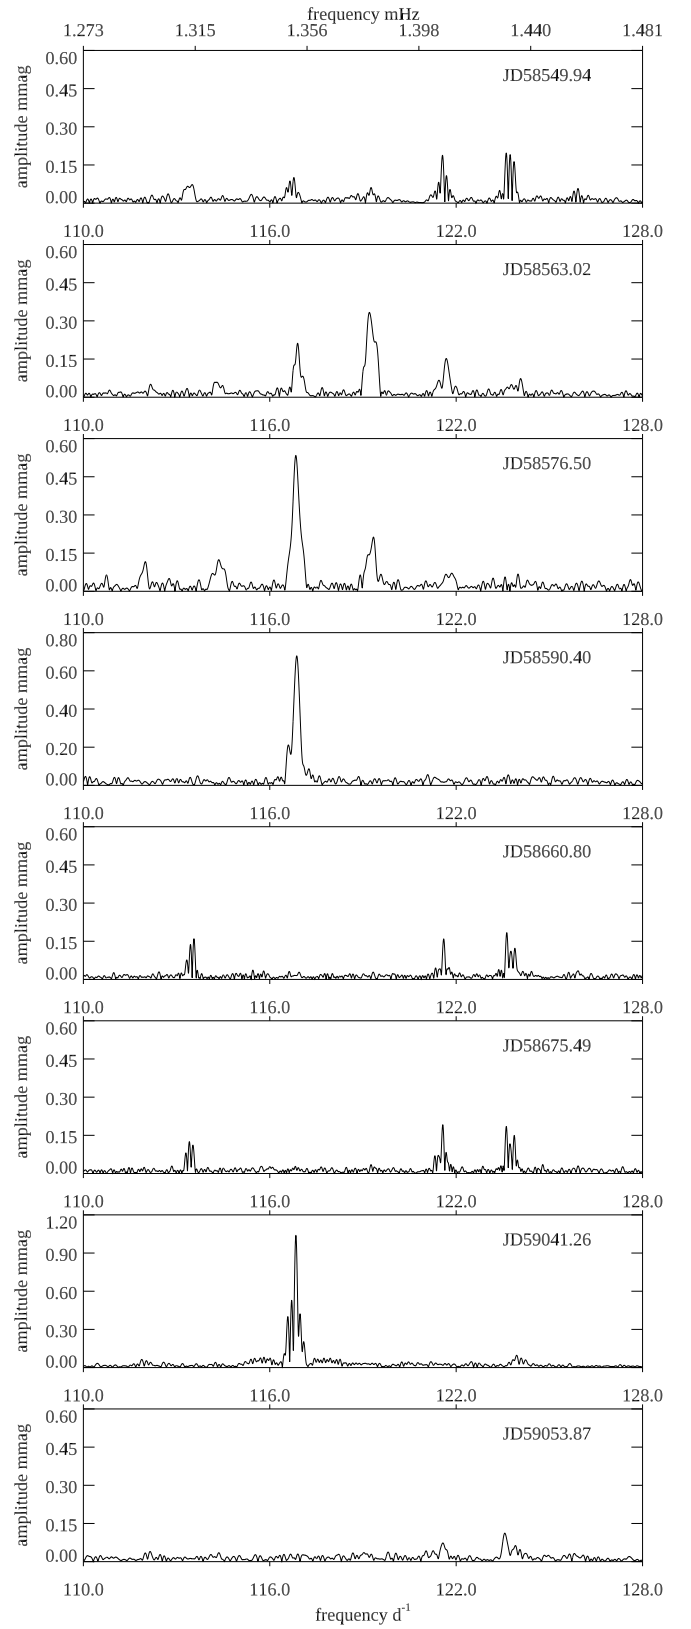 frequency mHz
1.273 1.315 1.356 1.398 1.440 1.481
0.60
JD58549.94
0.45
0.30
0.15
0.00
amplitude mmag
110.0 116.0 122.0 128.0
0.60
JD58563.02
0.45
0.30
0.15
0.00
amplitude mmag
110.0 116.0 122.0 128.0
0.60
JD58576.50
0.45
0.30
0.15
0.00
amplitude mmag
110.0 116.0 122.0 128.0
0.80
JD58590.40
0.60
0.40
0.20
0.00
amplitude mmag
110.0 116.0 122.0 128.0
0.60
JD58660.80
0.45
0.30
0.15
0.00
amplitude mmag
110.0 116.0 122.0 128.0
0.60
JD58675.49
0.45
0.30
0.15
0.00
amplitude mmag
110.0 116.0 122.0 128.0
1.20
JD59041.26
0.90
0.60
0.30
0.00
amplitude mmag
110.0 116.0 122.0 128.0
0.60
JD59053.87
0.45
0.30
0.15
0.00
amplitude mmag
110.0 116.0 122.0 128.0
frequency d-1